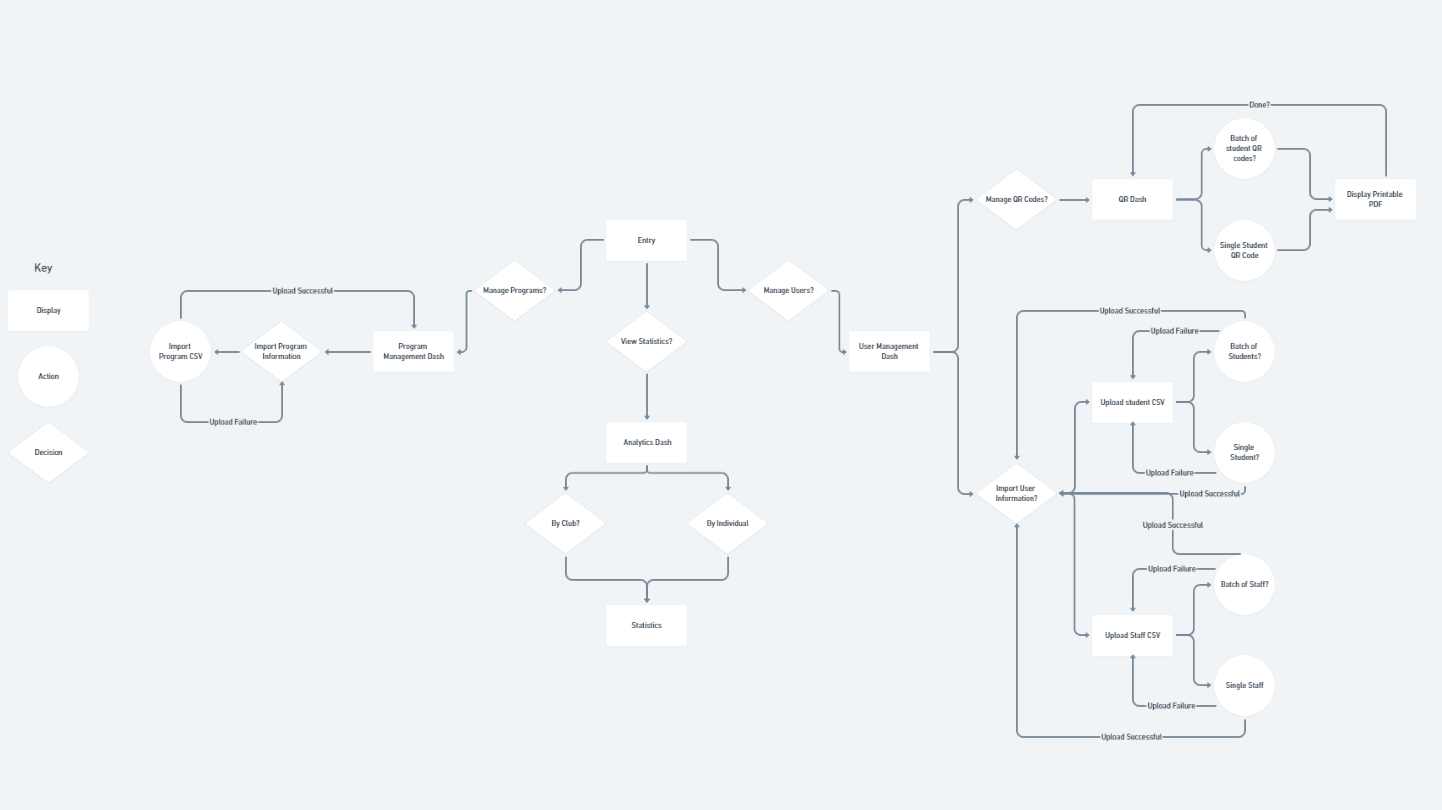 Key
Display
Action
Decision
Upload Successful
Import
Program CSV
Import Program
Information
Program
Management Dash
Upload Failure
Manage Programs?
Entry
View Statistics?
Manage Users?
Analytics Dash
By Club?
By Individual
Statistics
User Management
Dash
Manage QR Codes?
QR Dash
Done?
Batch of
student QR
codes?
Single Student
QR Code
Display Printable
PDF
Upload Successful
Upload Failure
Batch of
Students?
Upload student CSV
Single
Student?
Upload Failure
Import User
Information?
Upload Successful
Upload Successful
Upload Failure
Batch of Staff?
Upload Staff CSV
Single Staff
Upload Failure
Upload Successful